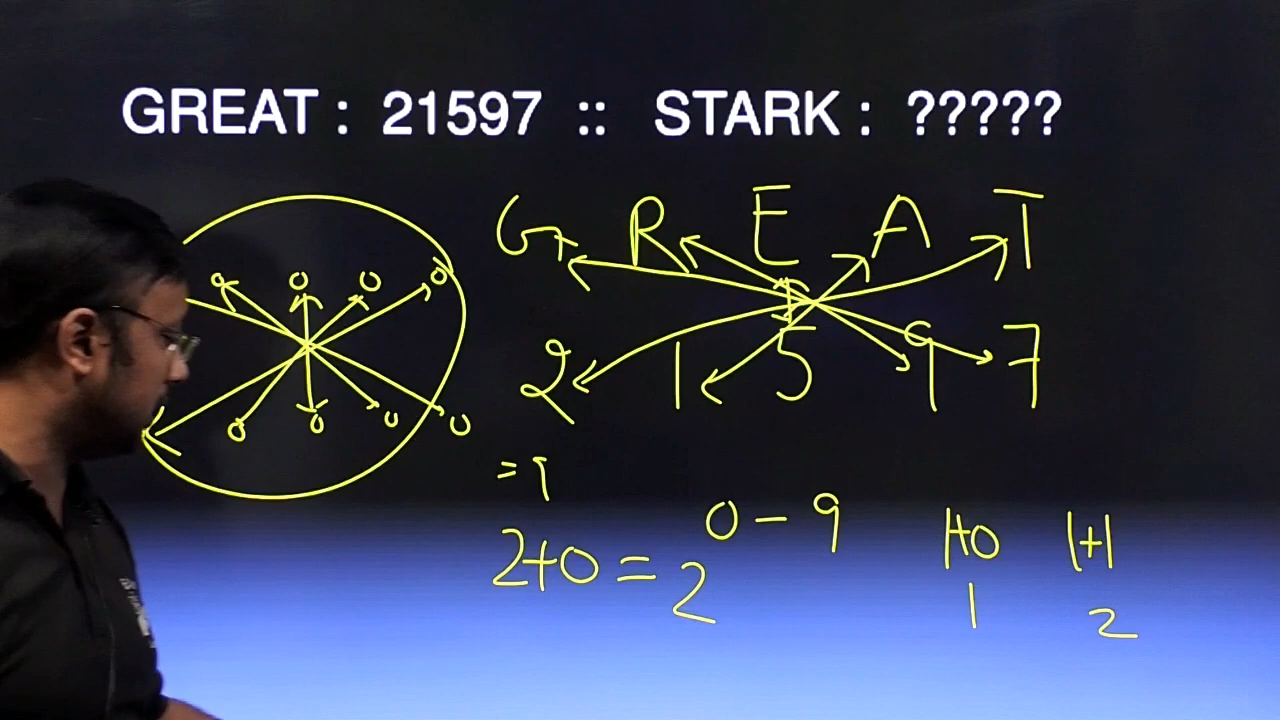 GREAT : 21597 :: STARK : ?????
G R E A T
2 1 5 9 7
= 9
0 - 9
2+0 = 2
1+0 1+1
1 2